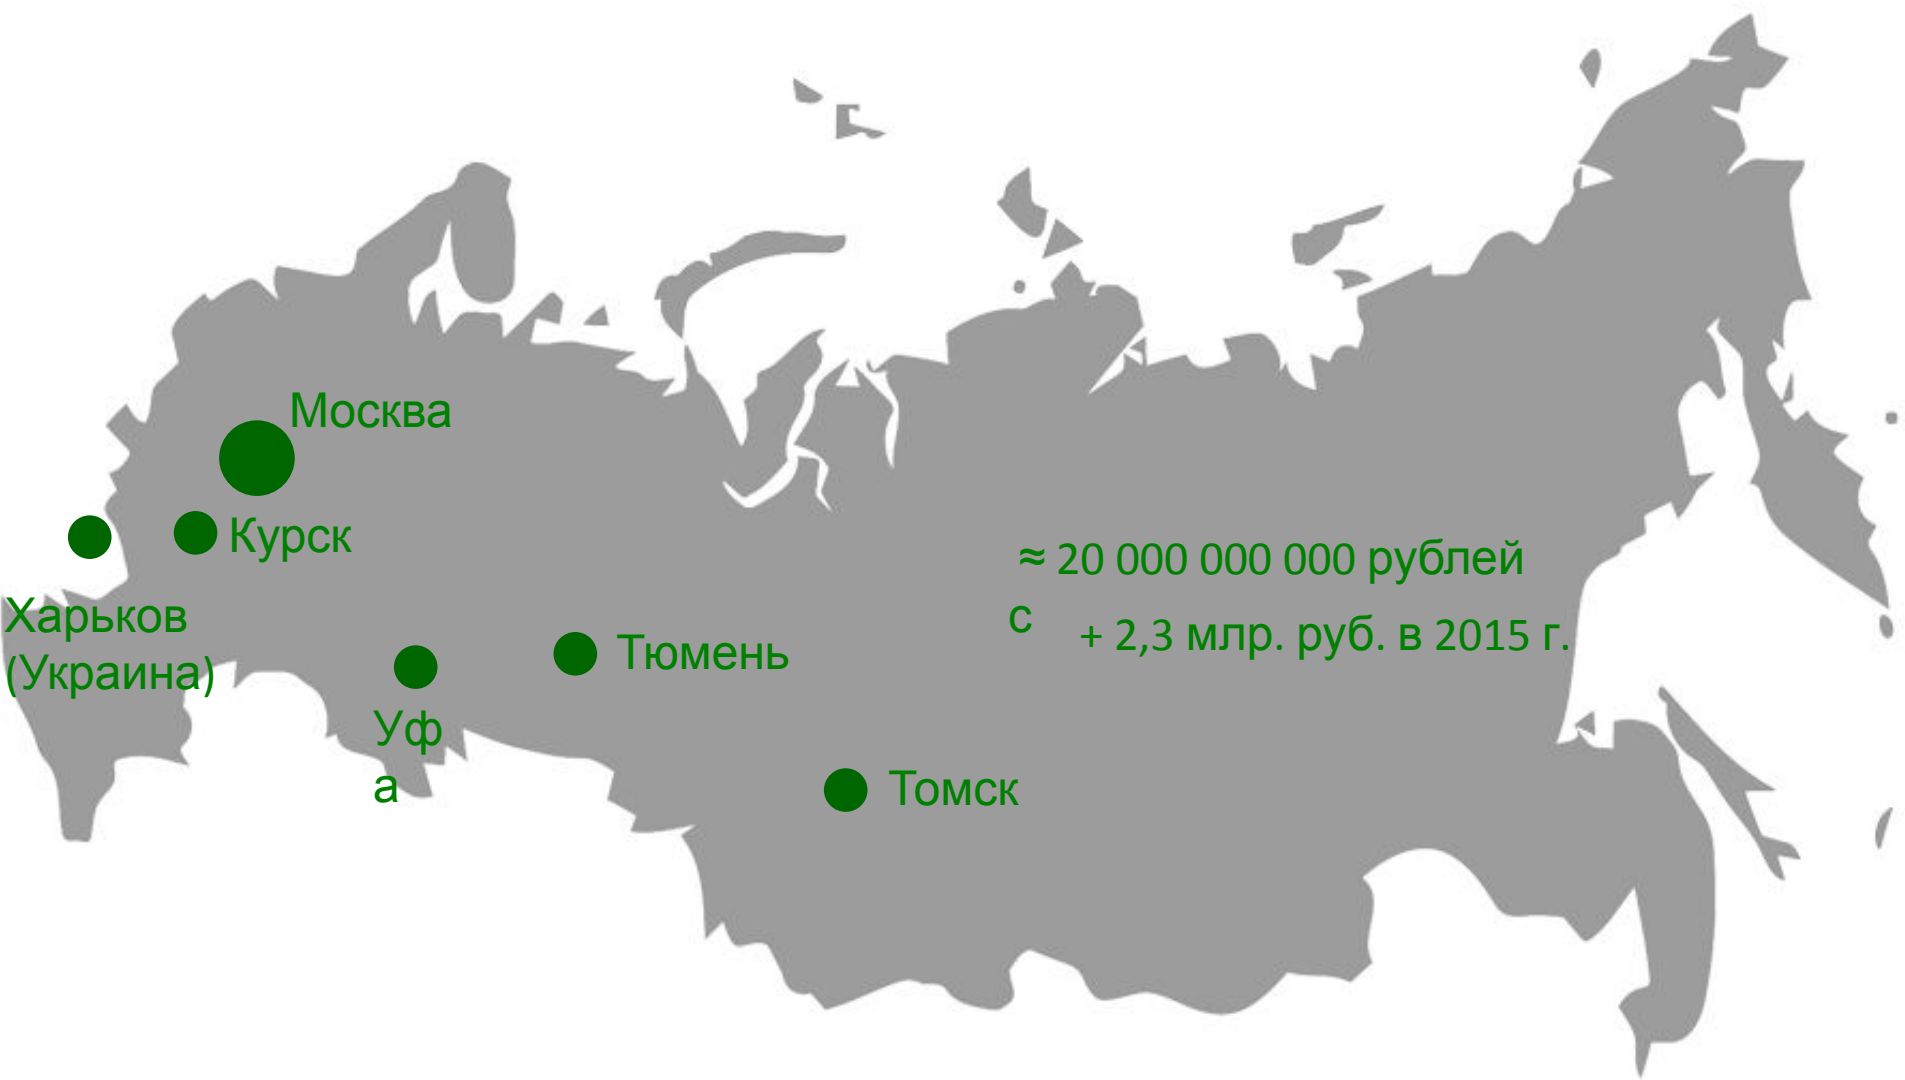 Москва
Курск
Харьков
(Украина)
Тюмень
Уф
а
Томск
≈ 20 000 000 000 рублей
с
+ 2,3 млр. руб. в 2015 г.